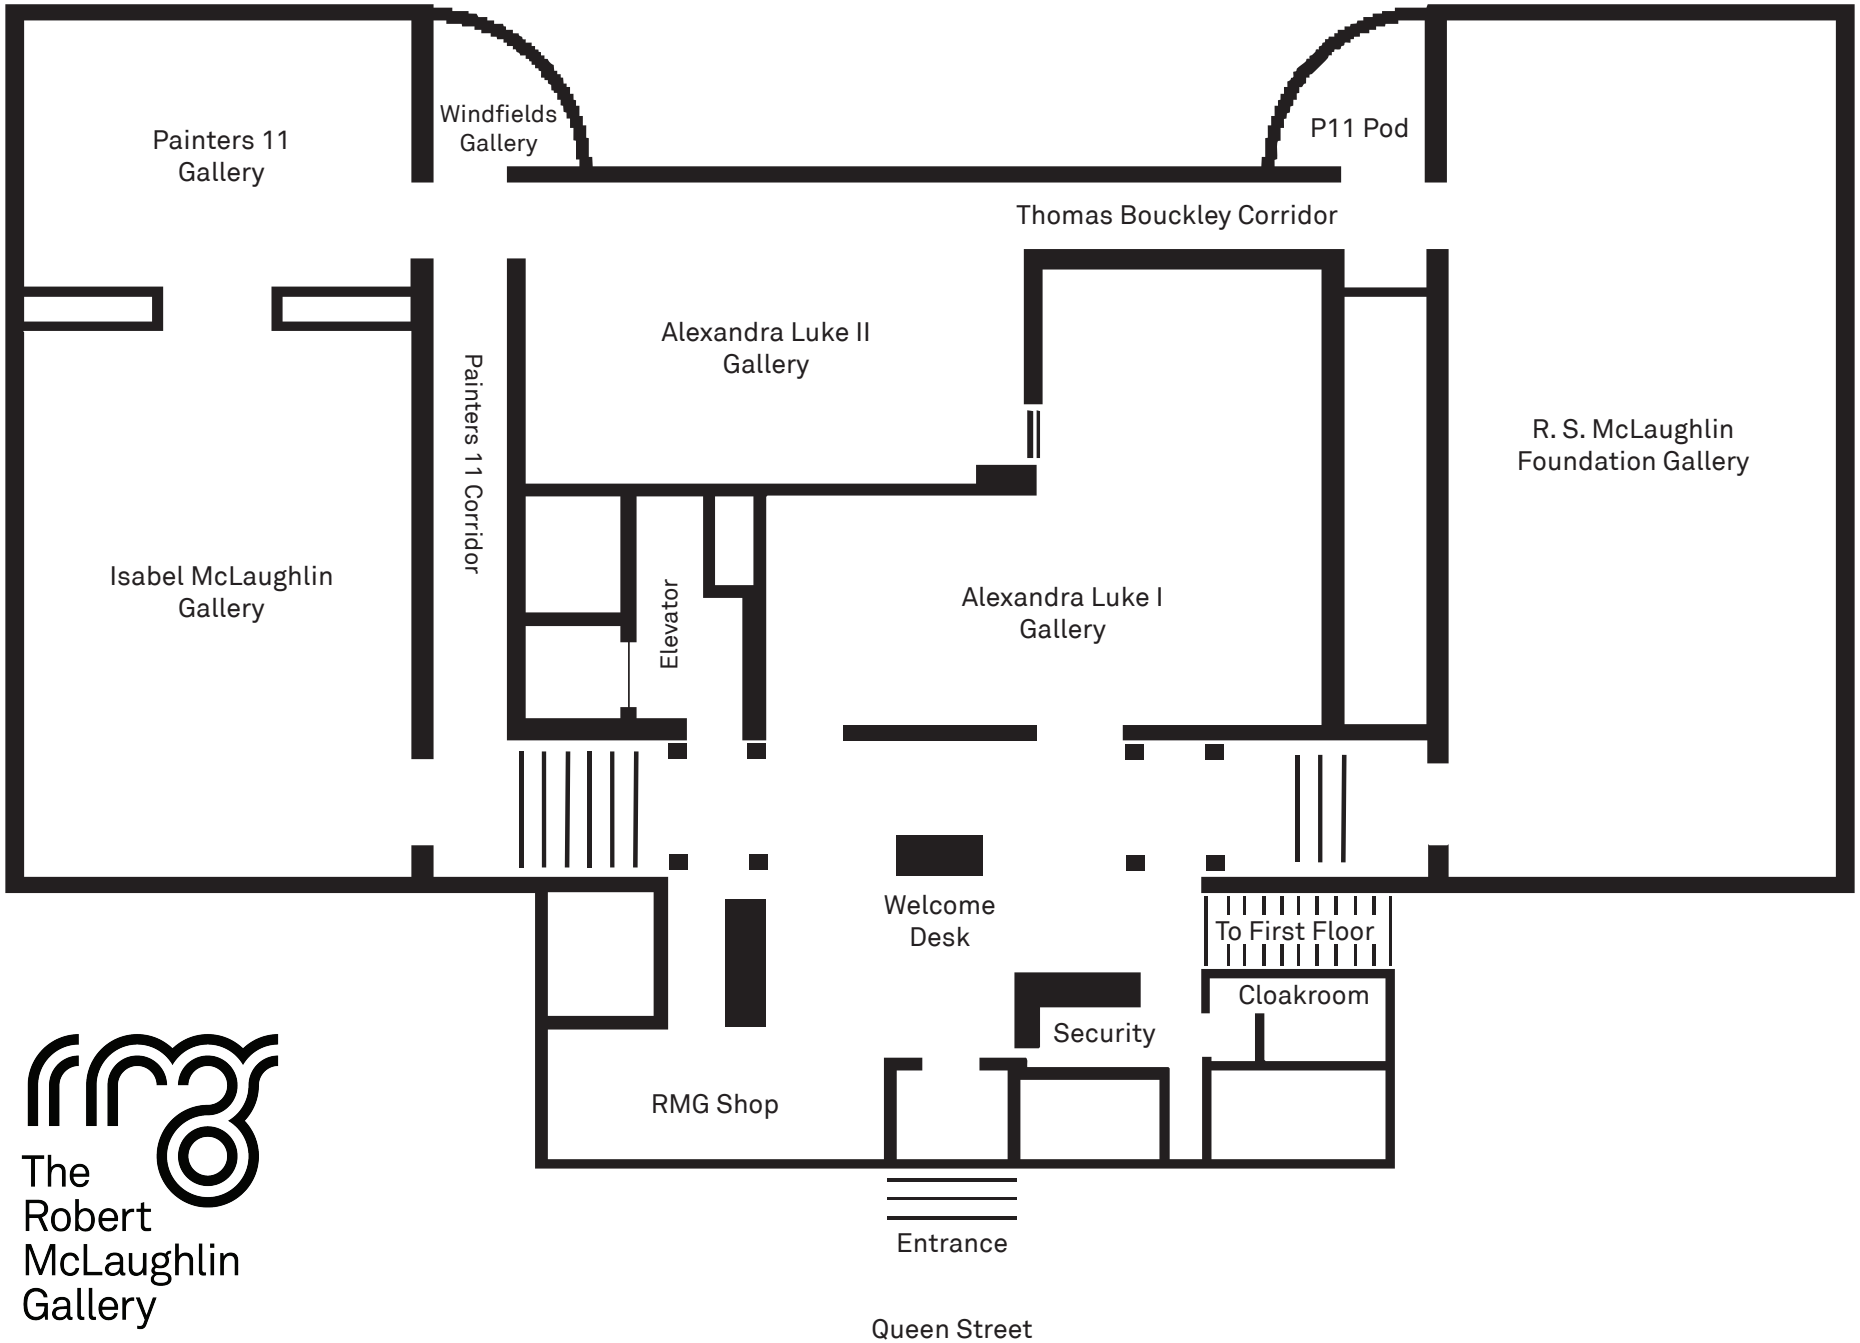 Windfields
Gallery
P11 Pod
Painters 11
Gallery
Thomas Bouckley Corridor
Alexandra Luke II
Gallery
Painters 11 Corridor
R. S. McLaughlin
Foundation Gallery
Isabel McLaughlin
Gallery
Elevator
Alexandra Luke I
Gallery
Welcome
Desk
To First Floor
Cloakroom
Security
RMG Shop
Entrance
Queen Street
rmg
The
Robert
McLaughlin
Gallery